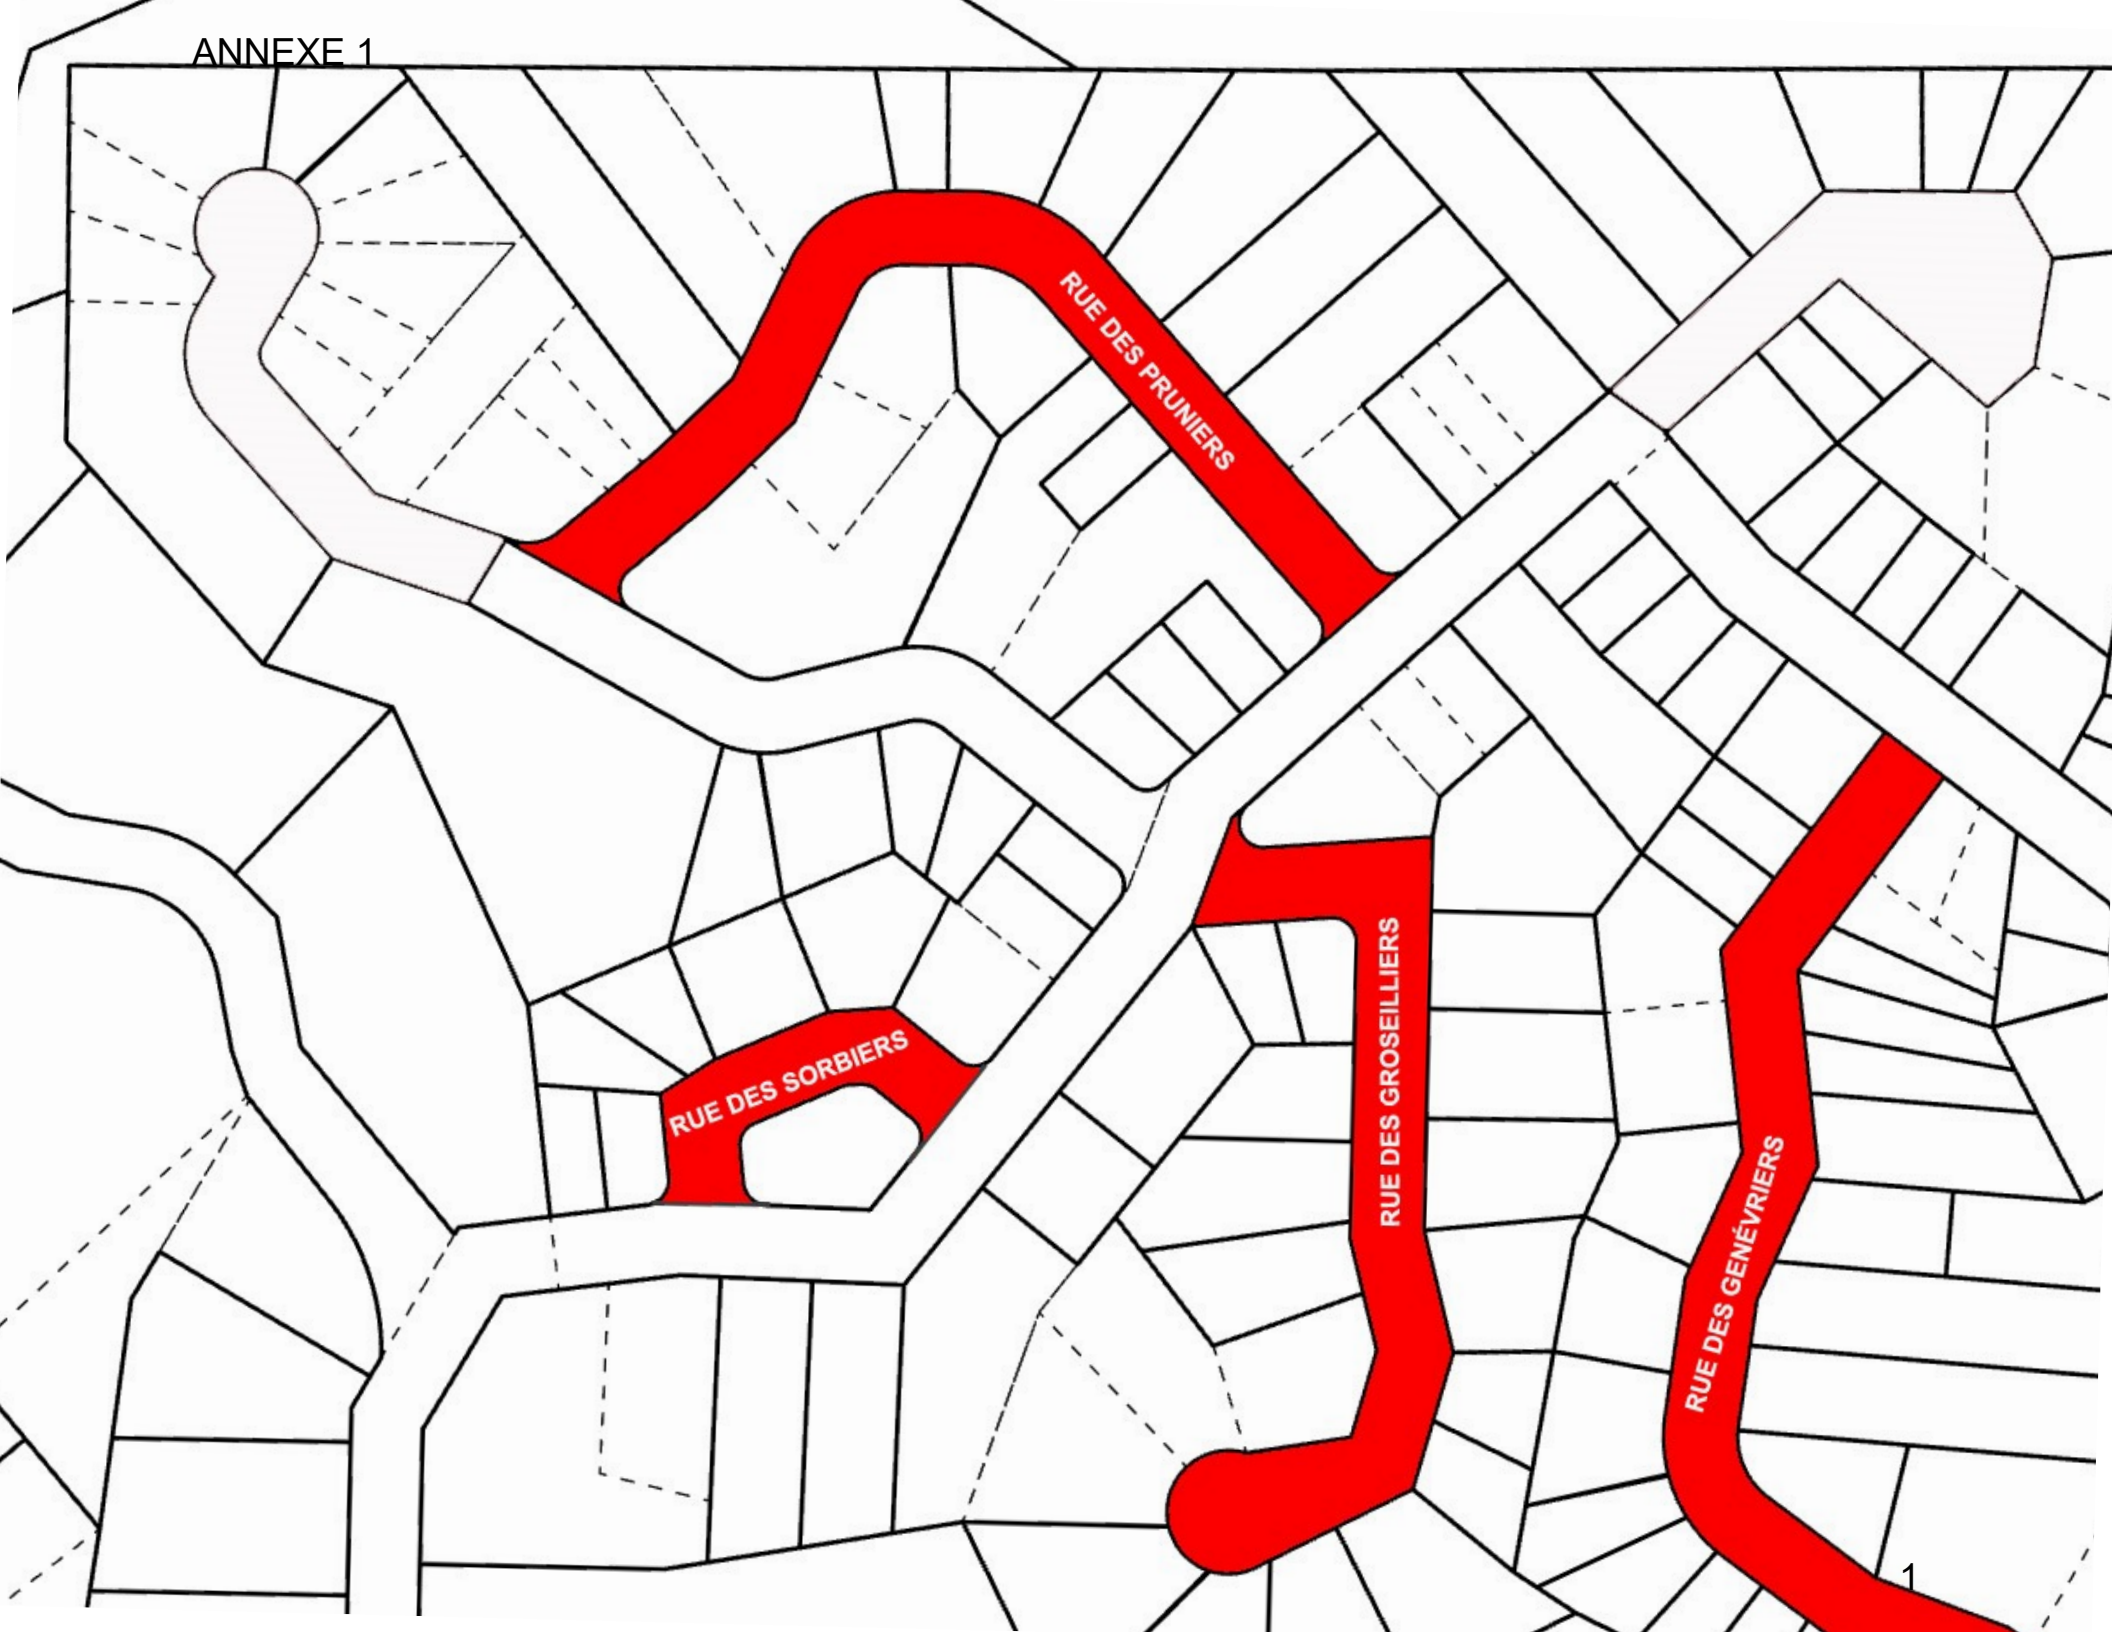 ANNEXE 1
RUE DES PRUNIERS
RUE DES GROSEILLIERS
RUE DES SORBIERS
RUE DES GENÉVRIERS
1